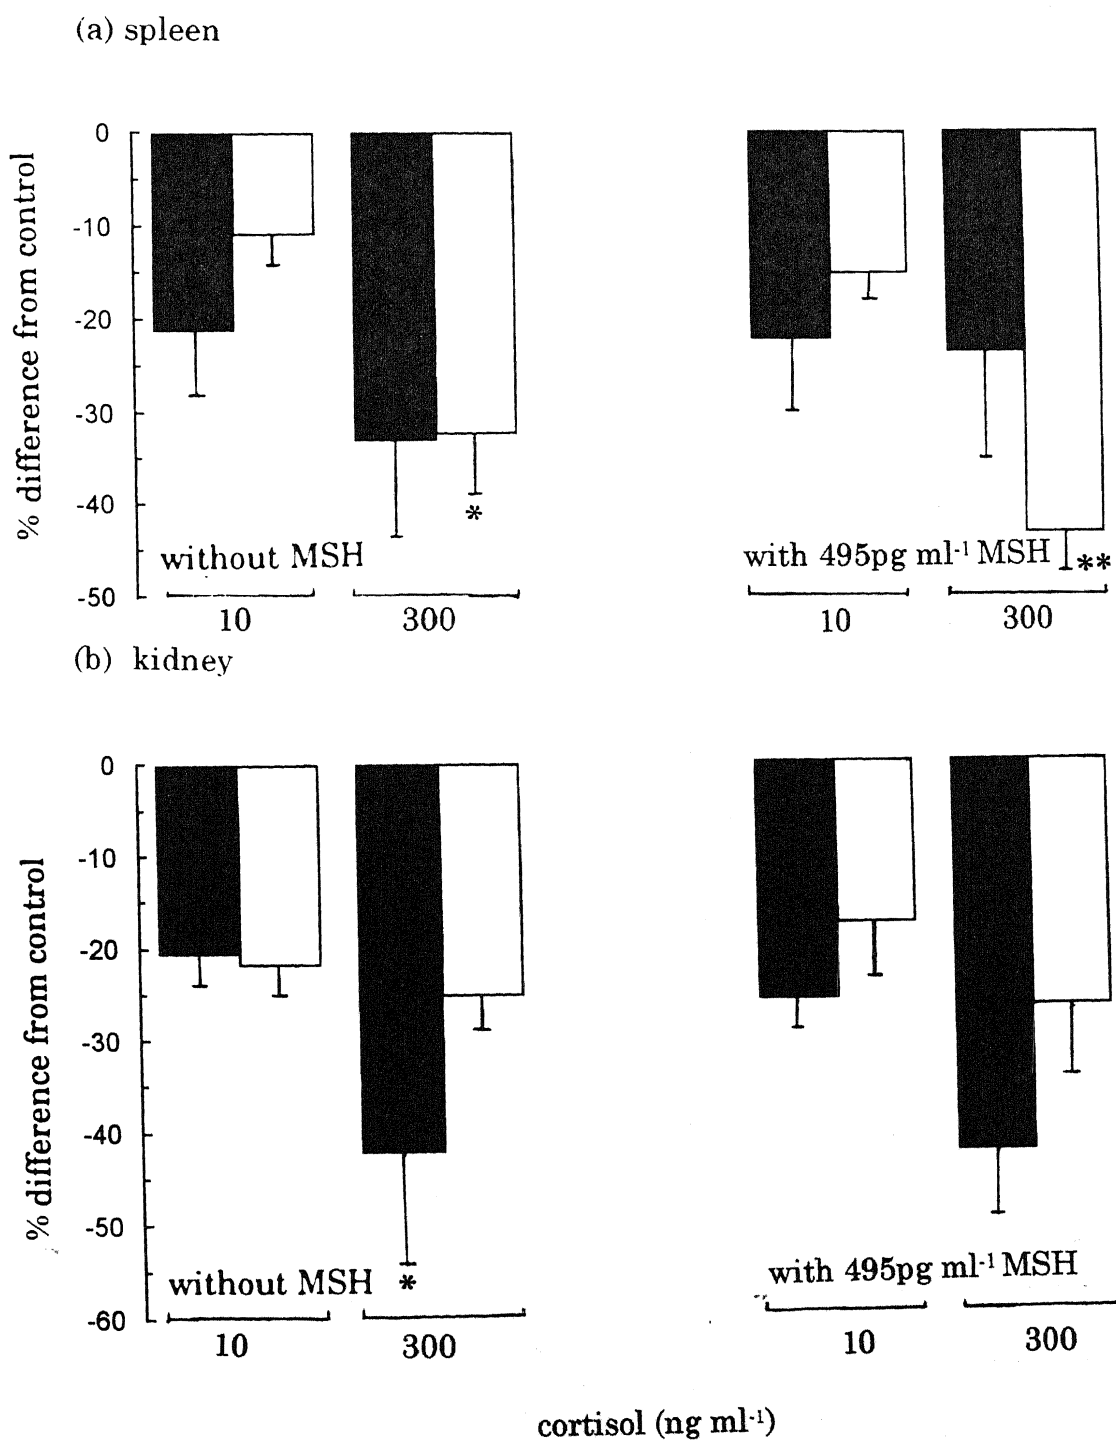 (a) spleen
% difference from control
0
-10
-20
-30
-40
-50
without MSH
*
with 495pg ml⁻¹ MSH
**
10
300
10
300
(b) kidney
% difference from control
0
-10
-20
-30
-40
-50
-60
without MSH
*
with 495pg ml⁻¹ MSH
10
300
10
300
cortisol (ng ml⁻¹)